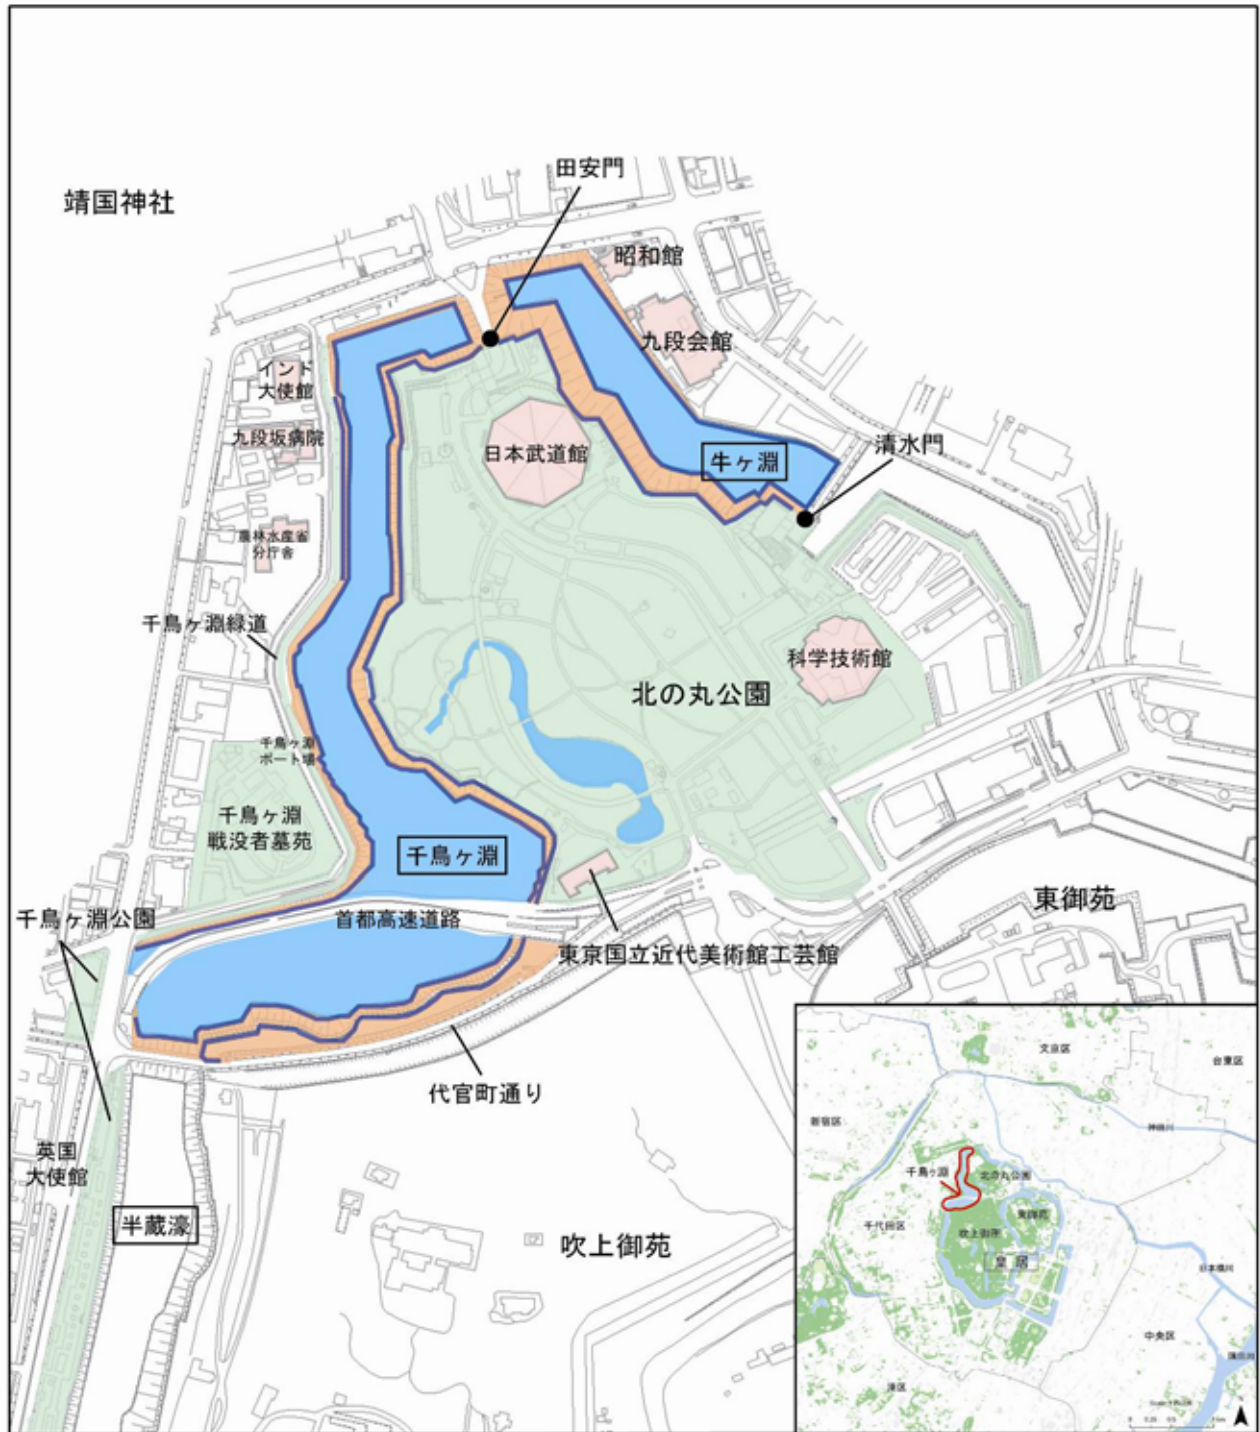 田安門
靖国神社
昭和館
九段会館
インド
大使館
九段坂病院
日本武道館
牛ヶ淵
清水門
農林水産省
分庁舎
千鳥ヶ淵緑道
科学技術館
北の丸公園
千鳥ヶ淵
ボート場
千鳥ヶ淵
戦没者墓苑
千鳥ヶ淵
千鳥ヶ淵公園
首都高速道路
東御苑
東京国立近代美術館工芸館
代官町通り
英国
大使館
半蔵濠
吹上御苑
文京区
台東区
新宿区
神田川
千鳥ヶ淵
北の丸公園
千代田区
東御苑
吹上御所
皇居
日本橋川
中央区
隅田川
港区